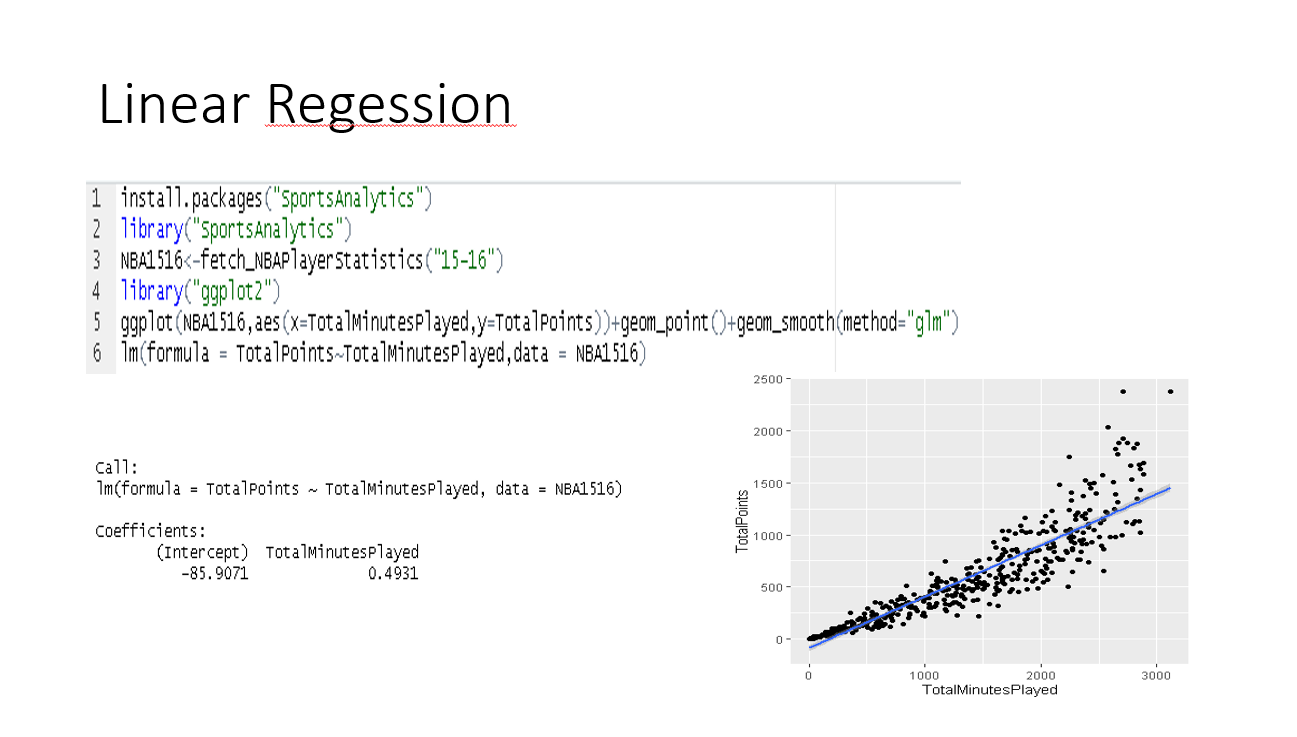 Linear Regession
1 install.packages("SportsAnalytics")
2 library("SportsAnalytics")
3 NBA1516<-fetch_NBAPlayerStatistics("15-16")
4 library("ggplot2")
5 ggplot(NBA1516,aes(x=TotalMinutesPlayed,y=TotalPoints))+geom_point()+geom_smooth(method="glm")
6 lm(formula = TotalPoints~TotalMinutesPlayed,data = NBA1516)
Call:
lm(formula = TotalPoints ~ TotalMinutesPlayed, data = NBA1516)
Coefficients:
(Intercept) TotalMinutesPlayed
-85.9071 0.4931
2500
2000
1500
1000
500
0
TotalPoints
0 1000 2000 3000
TotalMinutesPlayed